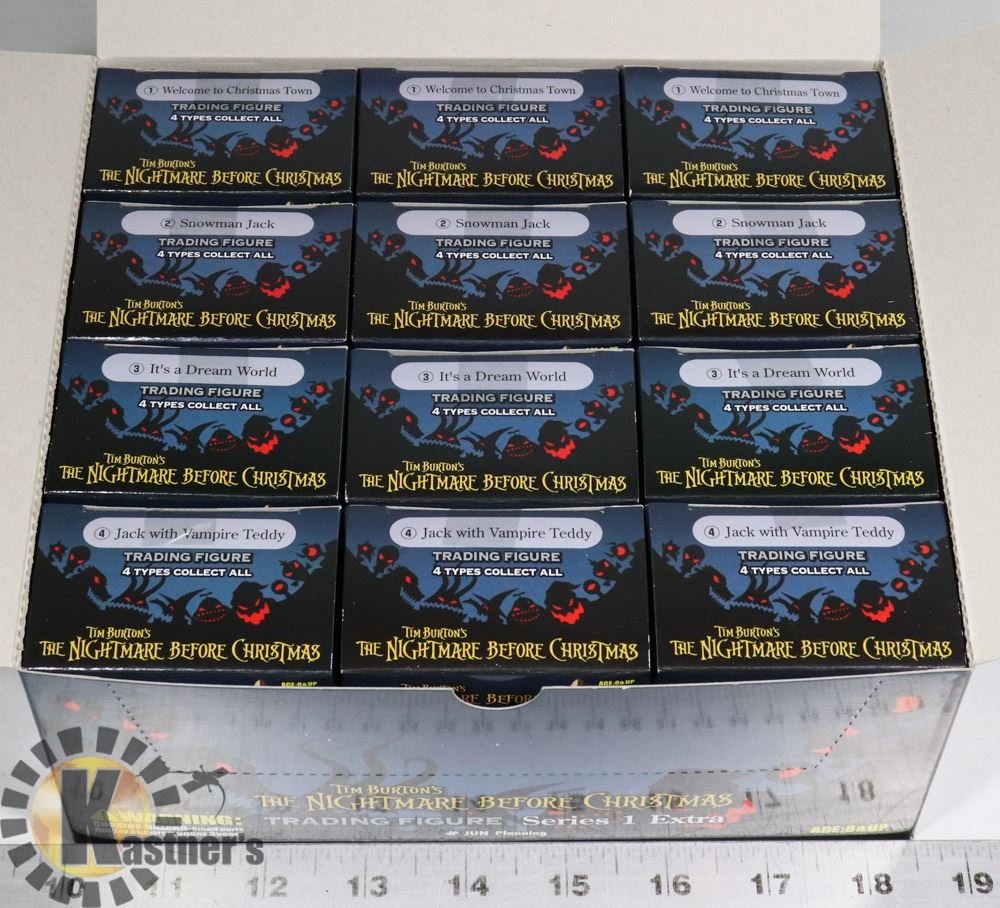 ① Welcome to Christmas Town
TRADING FIGURE
4 TYPES COLLECT ALL
TIM BURTON'S
THE NIGHTMARE BEFORE CHRISTMAS
① Welcome to Christmas Town
TRADING FIGURE
4 TYPES COLLECT ALL
TIM BURTON'S
THE NIGHTMARE BEFORE CHRISTMAS
① Welcome to Christmas Town
TRADING FIGURE
4 TYPES COLLECT ALL
TIM BURTON'S
THE NIGHTMARE BEFORE CHRISTMAS
② Snowman Jack
TRADING FIGURE
4 TYPES COLLECT ALL
TIM BURTON'S
THE NIGHTMARE BEFORE CHRISTMAS
② Snowman Jack
TRADING FIGURE
4 TYPES COLLECT ALL
TIM BURTON'S
THE NIGHTMARE BEFORE CHRISTMAS
② Snowman Jack
TRADING FIGURE
4 TYPES COLLECT ALL
TIM BURTON'S
THE NIGHTMARE BEFORE CHRISTMAS
③ It's a Dream World
TRADING FIGURE
4 TYPES COLLECT ALL
TIM BURTON'S
THE NIGHTMARE BEFORE CHRISTMAS
③ It's a Dream World
TRADING FIGURE
4 TYPES COLLECT ALL
TIM BURTON'S
THE NIGHTMARE BEFORE CHRISTMAS
③ It's a Dream World
TRADING FIGURE
4 TYPES COLLECT ALL
TIM BURTON'S
THE NIGHTMARE BEFORE CHRISTMAS
④ Jack with Vampire Teddy
TRADING FIGURE
4 TYPES COLLECT ALL
TIM BURTON'S
THE NIGHTMARE BEFORE CHRISTMAS
④ Jack with Vampire Teddy
TRADING FIGURE
4 TYPES COLLECT ALL
TIM BURTON'S
THE NIGHTMARE BEFORE CHRISTMAS
④ Jack with Vampire Teddy
TRADING FIGURE
4 TYPES COLLECT ALL
TIM BURTON'S
THE NIGHTMARE BEFORE CHRISTMAS
AGE:8&UP
TIM BURTON'S
AGE:8&UP
AGE:8&UP
TIM BURTON'S
THE NIGHTMARE BEFORE CHRISTMAS
TRADING FIGURE Series 1 Extra
JUN Planning
WARNING:
AGE:8&UP
Kastner's
10 11 12 13 14 15 16 17 18 19